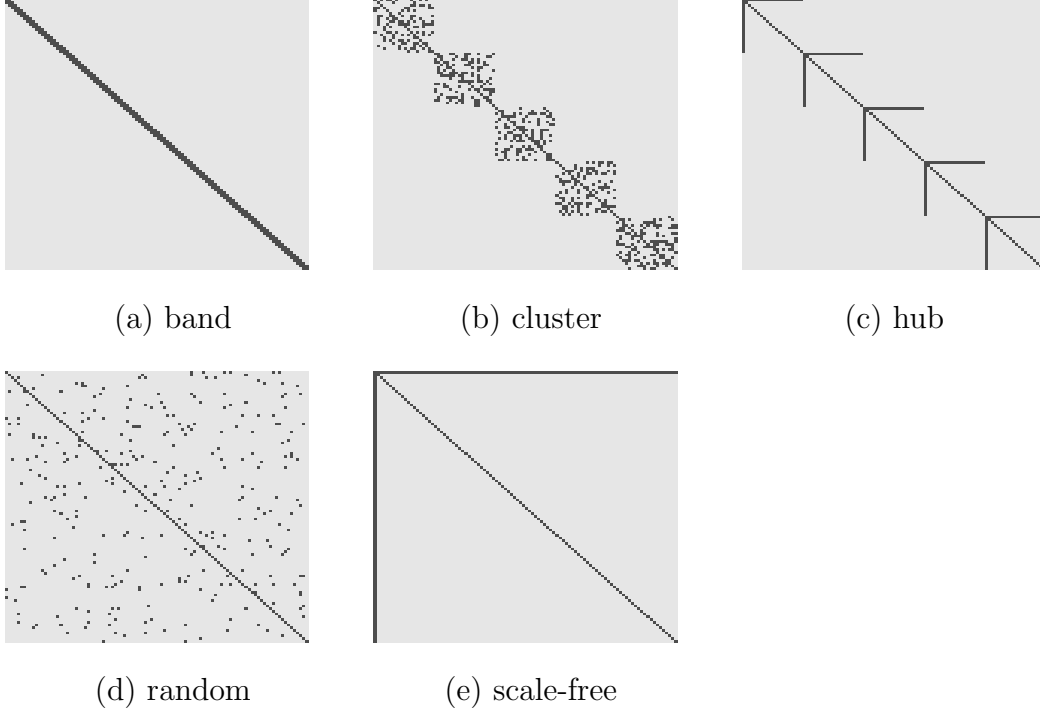 (a) band
(b) cluster
(c) hub
(d) random
(e) scale-free